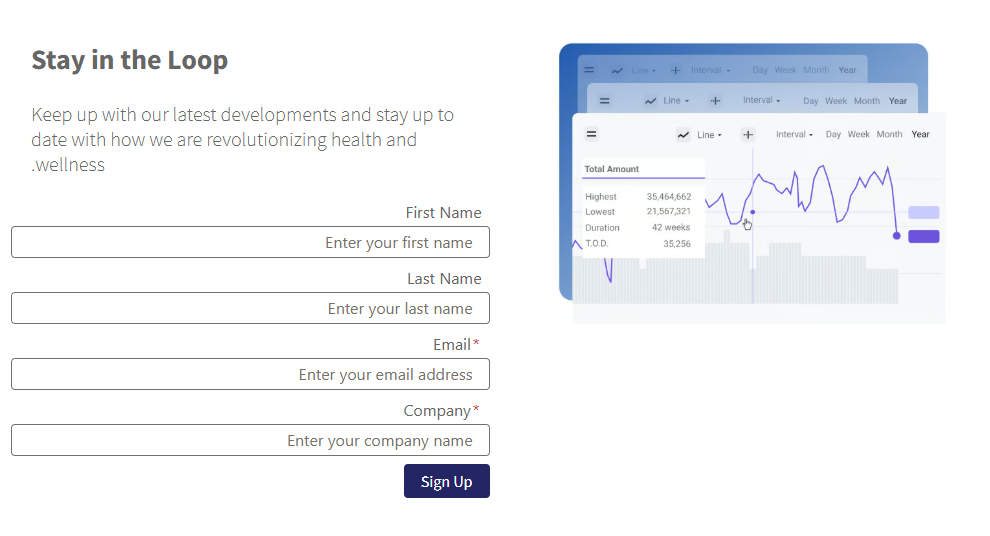 Stay in the Loop
Keep up with our latest developments and stay up to
date with how we are revolutionizing health and
.wellness
First Name
Enter your first name
Last Name
Enter your last name
Email*
Enter your email address
Company*
Enter your company name
Sign Up
Line Interval Day Week Month Year
Line Interval Day Week Month Year
Line Interval Day Week Month Year
Total Amount
Highest 35,464,662
Lowest 21,567,321
Duration 42 weeks
T.O.D. 35,256